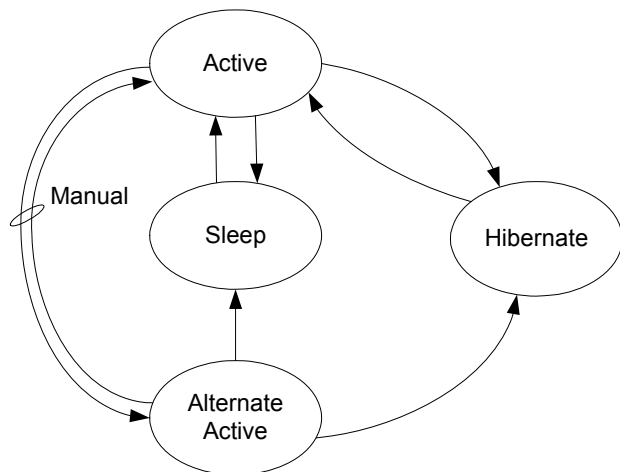 Active
Manual
Sleep
Hibernate
Alternate
Active